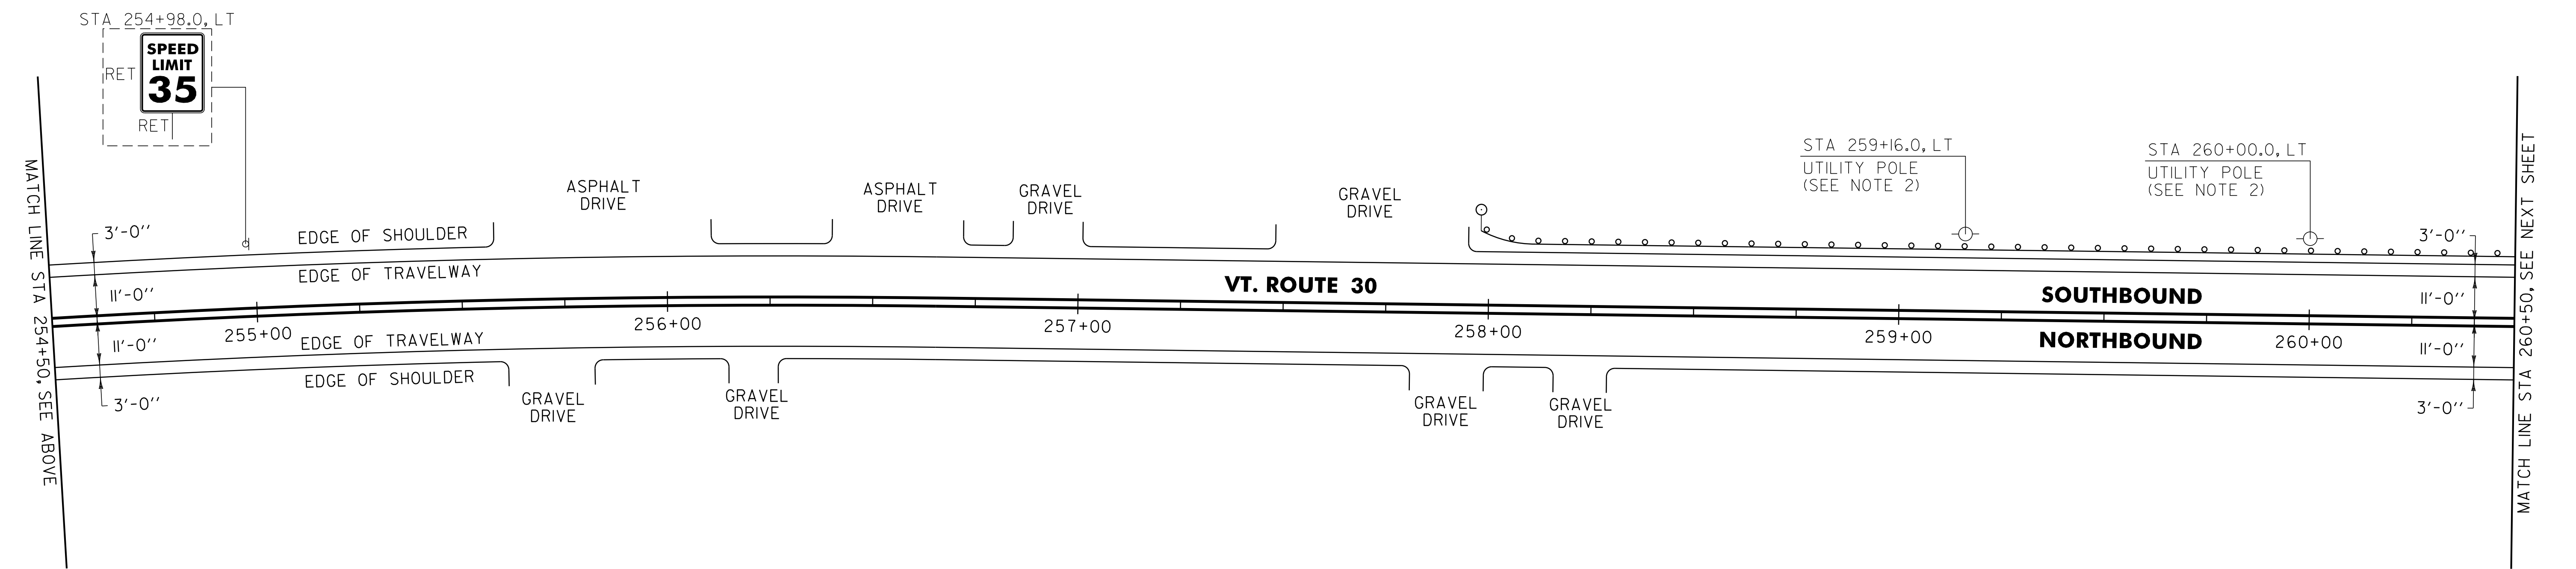 STA 254+98.0, LT
SPEED
LIMIT
35
RET
RET
MATCH LINE STA 254+50, SEE ABOVE
3'-0''
11'-0''
11'-0''
3'-0''
EDGE OF SHOULDER
EDGE OF TRAVELWAY
EDGE OF TRAVELWAY
EDGE OF SHOULDER
255+00
256+00
257+00
258+00
259+00
260+00
ASPHALT
DRIVE
ASPHALT
DRIVE
GRAVEL
DRIVE
GRAVEL
DRIVE
VT. ROUTE 30
GRAVEL
DRIVE
GRAVEL
DRIVE
GRAVEL
DRIVE
GRAVEL
DRIVE
STA 259+16.0, LT
UTILITY POLE
(SEE NOTE 2)
STA 260+00.0, LT
UTILITY POLE
(SEE NOTE 2)
SOUTHBOUND
NORTHBOUND
3'-0''
11'-0''
11'-0''
3'-0''
MATCH LINE STA 260+50, SEE NEXT SHEET